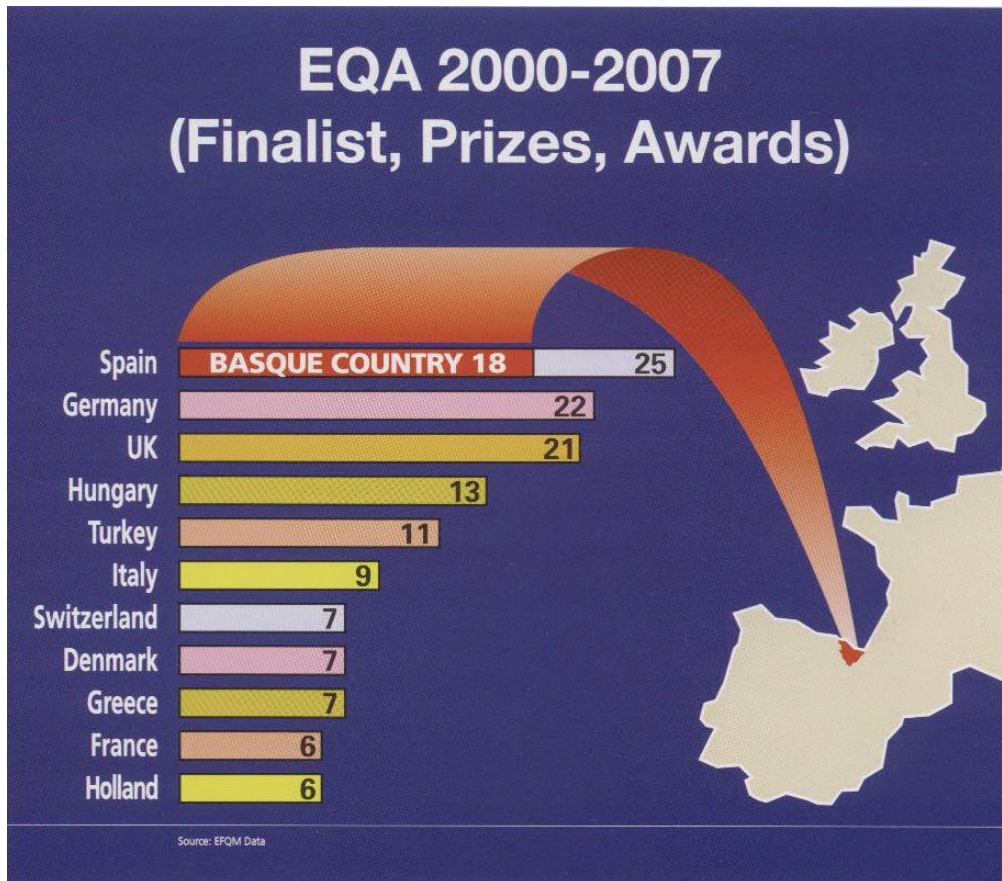 EQA 2000-2007
(Finalist, Prizes, Awards)
Spain BASQUE COUNTRY 18 25
Germany 22
UK 21
Hungary 13
Turkey 11
Italy 9
Switzerland 7
Denmark 7
Greece 7
France 6
Holland 6
Source: EFQM Data